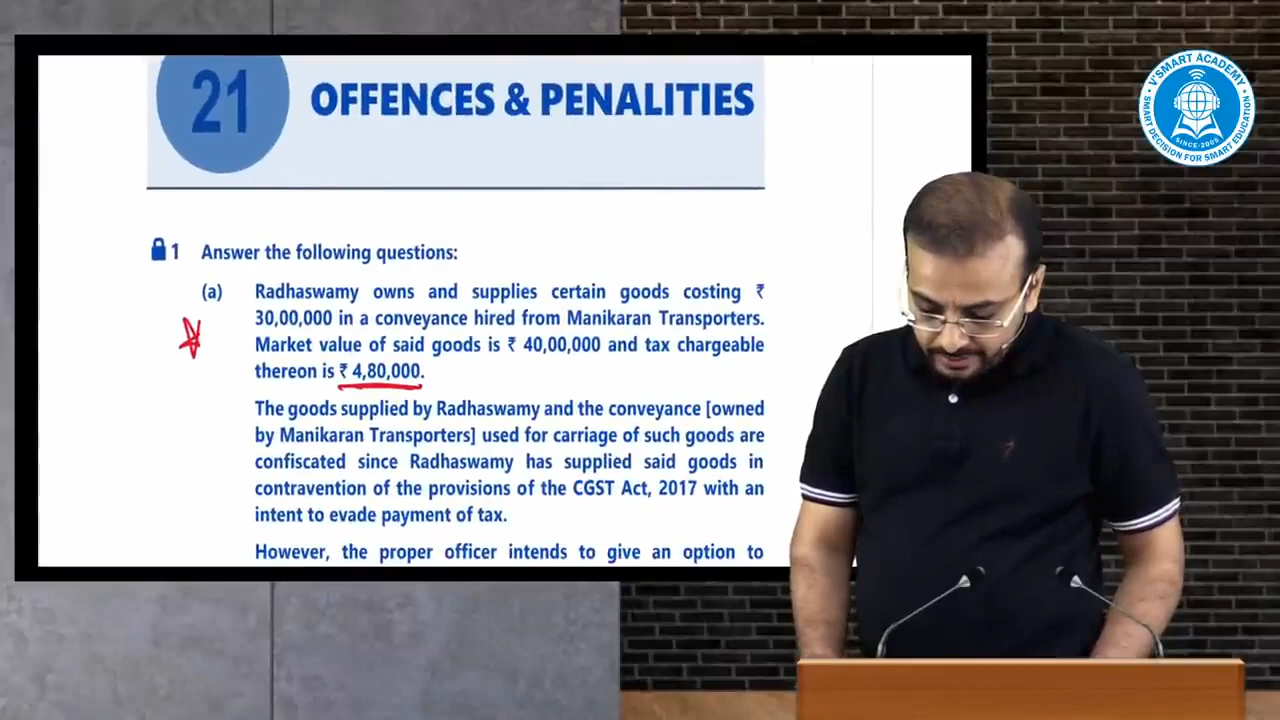 21
OFFENCES & PENALITIES
1 Answer the following questions:
(a) Radhaswamy owns and supplies certain goods costing ₹
30,00,000 in a conveyance hired from Manikaran Transporters.
Market value of said goods is ₹ 40,00,000 and tax chargeable
thereon is ₹ 4,80,000.
The goods supplied by Radhaswamy and the conveyance [owned
by Manikaran Transporters] used for carriage of such goods are
confiscated since Radhaswamy has supplied said goods in
contravention of the provisions of the CGST Act, 2017 with an
intent to evade payment of tax.
However, the proper officer intends to give an option to
V'SMART ACADEMY
SINCE-2005
SMART DECISION FOR SMART EDUCATION